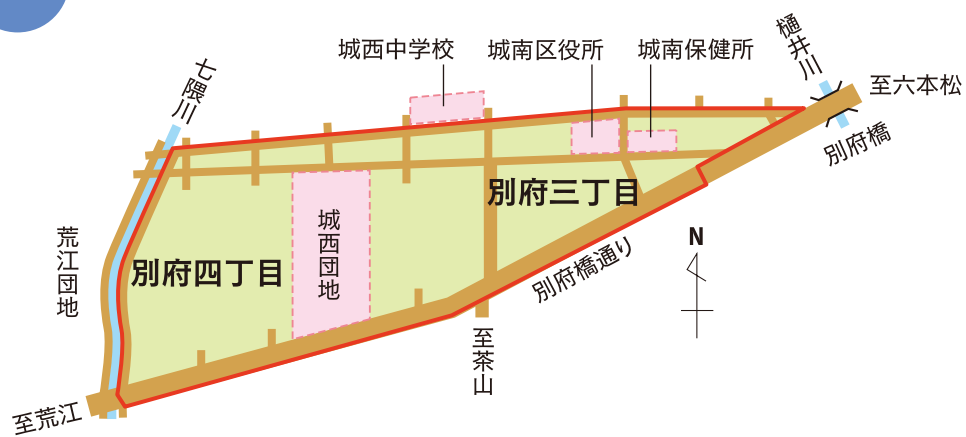 城西中学校
城南区役所
城南保健所
樋井川
至六本松
別府橋
七隈川
別府三丁目
別府四丁目
城西団地
荒江団地
別府橋通り
N
至茶山
至荒江